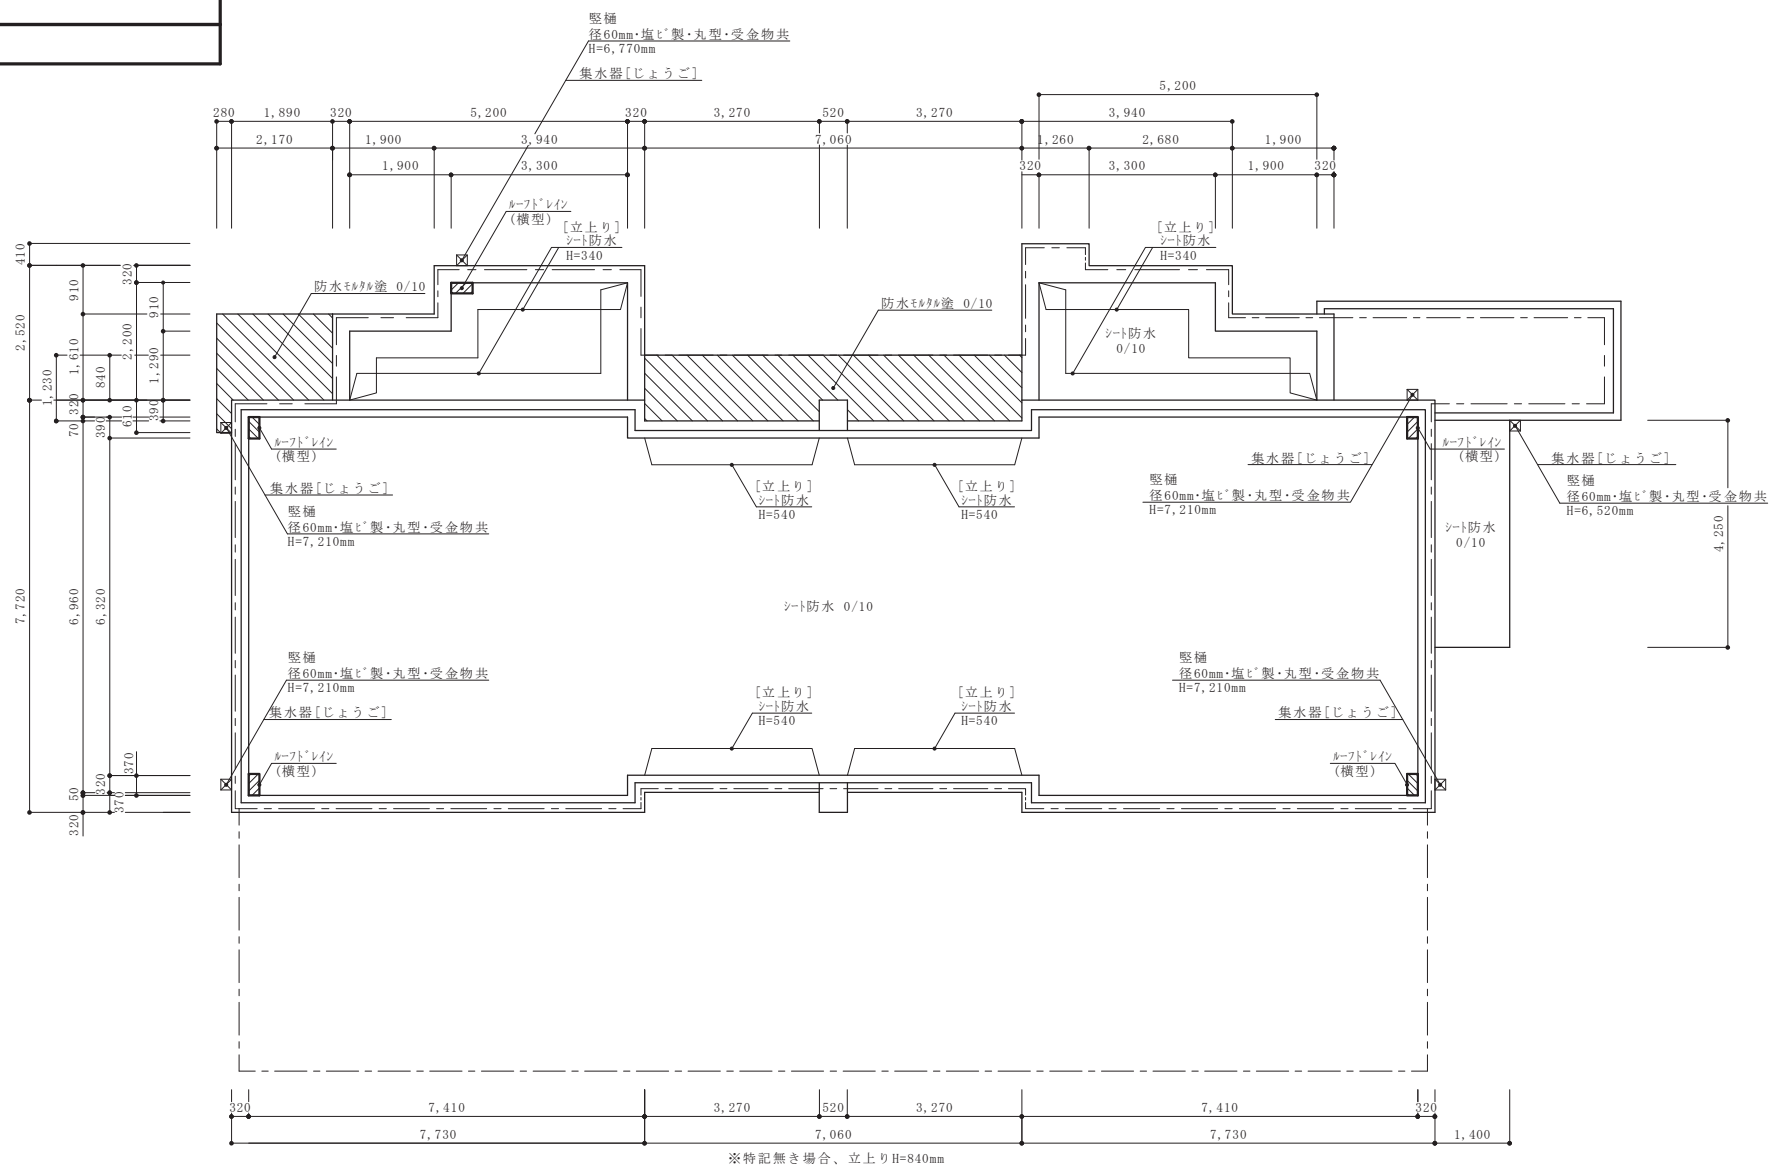 竪樋
径60mm･塩ﾋﾞ製･丸型･受金物共
H=6,770mm
集水器[じょうご]
5,200
280
1,890
320
5,200
320
3,270
520
3,270
3,940
2,170
1,900
3,940
7,060
1,260
2,680
1,900
1,900
3,300
320
3,300
1,900
320
ﾙｰﾌﾄﾞﾚｲﾝ
(横型)
[立上り]
ｼｰﾄ防水
H=340
[立上り]
ｼｰﾄ防水
H=340
防水ﾓﾙﾀﾙ塗 0/10
防水ﾓﾙﾀﾙ塗 0/10
ｼｰﾄ防水
0/10
410
2,520
7,720
1,230
910
1,610
320
70
6,960
50
320
840
390
6,320
320
320
2,200
610
370
370
910
1,290
390
ﾙｰﾌﾄﾞﾚｲﾝ
(横型)
集水器[じょうご]
竪樋
径60mm･塩ﾋﾞ製･丸型･受金物共
H=7,210mm
[立上り]
ｼｰﾄ防水
H=540
[立上り]
ｼｰﾄ防水
H=540
集水器[じょうご]
竪樋
径60mm･塩ﾋﾞ製･丸型･受金物共
H=7,210mm
ﾙｰﾌﾄﾞﾚｲﾝ
(横型)
集水器[じょうご]
竪樋
径60mm･塩ﾋﾞ製･丸型･受金物共
H=6,520mm
ｼｰﾄ防水
0/10
4,250
ｼｰﾄ防水 0/10
竪樋
径60mm･塩ﾋﾞ製･丸型･受金物共
H=7,210mm
集水器[じょうご]
ﾙｰﾌﾄﾞﾚｲﾝ
(横型)
[立上り]
ｼｰﾄ防水
H=540
[立上り]
ｼｰﾄ防水
H=540
竪樋
径60mm･塩ﾋﾞ製･丸型･受金物共
H=7,210mm
集水器[じょうご]
ﾙｰﾌﾄﾞﾚｲﾝ
(横型)
320
7,410
3,270
520
3,270
7,410
320
7,730
7,060
7,730
1,400
※特記無き場合、立上りH=840mm